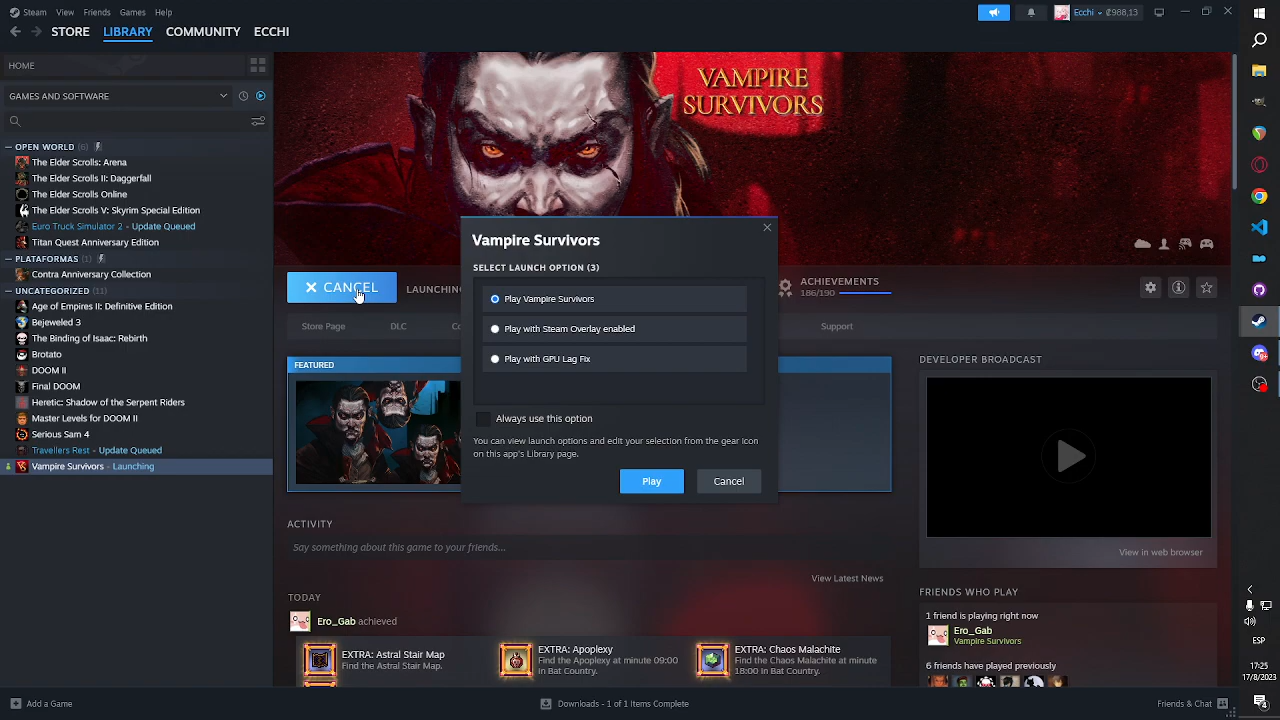 Steam View Friends Games Help
Ecchi ₡988,13
STORE LIBRARY COMMUNITY ECCHI
HOME
GAMES AND SOFTWARE
OPEN WORLD (6)
The Elder Scrolls: Arena
The Elder Scrolls II: Daggerfall
The Elder Scrolls Online
The Elder Scrolls V: Skyrim Special Edition
Euro Truck Simulator 2 - Update Queued
Titan Quest Anniversary Edition
PLATAFORMAS (1)
Contra Anniversary Collection
UNCATEGORIZED (11)
Age of Empires II: Definitive Edition
Bejeweled 3
The Binding of Isaac: Rebirth
Brotato
DOOM II
Final DOOM
Heretic: Shadow of the Serpent Riders
Master Levels for DOOM II
Serious Sam 4
Travellers Rest - Update Queued
Vampire Survivors - Launching
VAMPIRE
SURVIVORS
CANCEL
LAUNCHING
ACHIEVEMENTS
186/190
Store Page DLC Co Support
Vampire Survivors
SELECT LAUNCH OPTION (3)
Play Vampire Survivors
Play with Steam Overlay enabled
Play with GPU Lag Fix
Always use this option
You can view launch options and edit your selection from the gear icon
on this app's Library page.
Play Cancel
FEATURED
ACTIVITY
Say something about this game to your friends...
View Latest News
TODAY
Ero_Gab achieved
EXTRA: Astral Stair Map
Find the Astral Stair Map.
EXTRA: Apoplexy
Find the Apoplexy at minute 09:00
in Bat Country.
EXTRA: Chaos Malachite
Find the Chaos Malachite at minute
18:00 in Bat Country.
DEVELOPER BROADCAST
View in web browser
FRIENDS WHO PLAY
1 friend is playing right now
Ero_Gab
Vampire Survivors
6 friends have played previously
Add a Game
Downloads - 1 of 1 Items Complete
Friends & Chat
ESP
17:25
17/8/2023